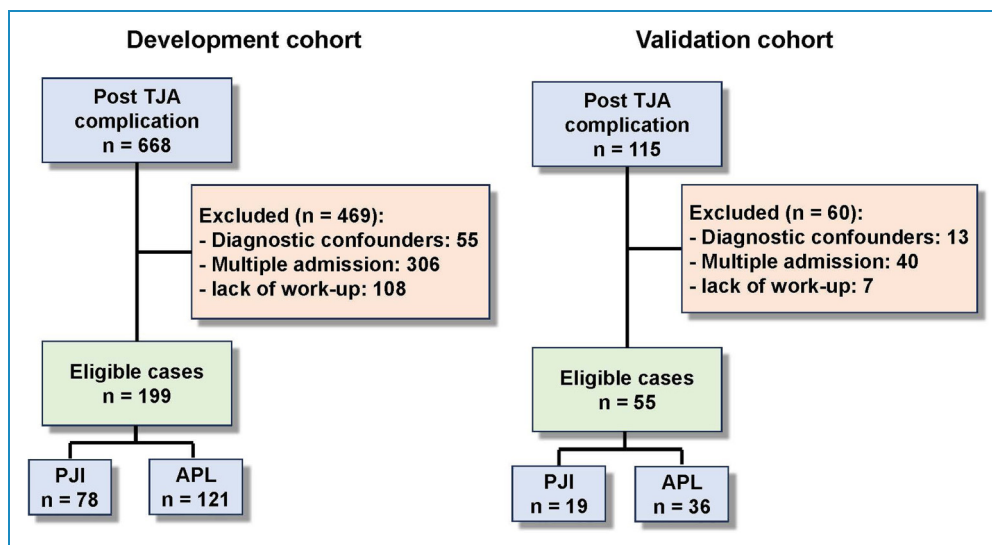 Development cohort
Post TJA
complication
n = 668
Excluded (n = 469):
- Diagnostic confounders: 55
- Multiple admission: 306
- lack of work-up: 108
Eligible cases
n = 199
PJI
n = 78
APL
n = 121
Validation cohort
Post TJA
complication
n = 115
Excluded (n = 60):
- Diagnostic confounders: 13
- Multiple admission: 40
- lack of work-up: 7
Eligible cases
n = 55
PJI
n = 19
APL
n = 36